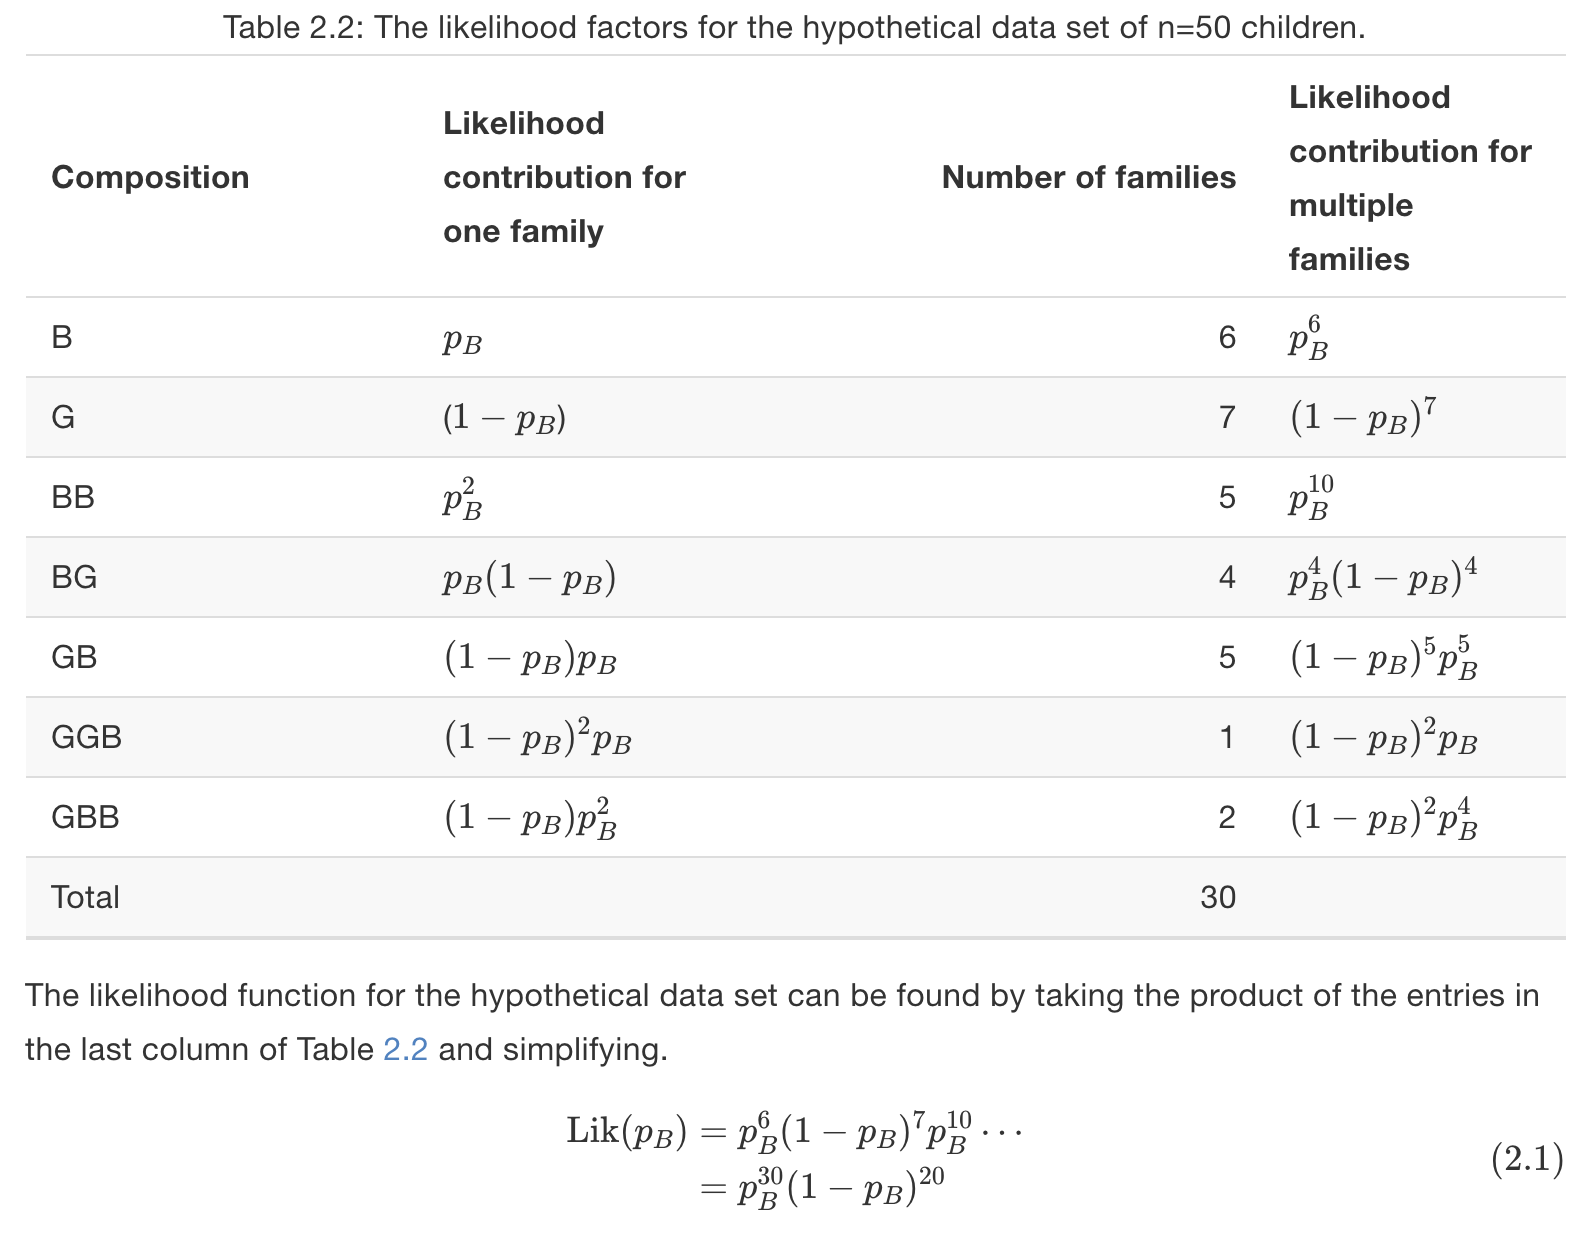 Table 2.2: The likelihood factors for the hypothetical data set of n=50 children.
Composition
Likelihood
contribution for
one family
Number of families
Likelihood
contribution for
multiple
families
B p_B 6 p_B^6
G (1 − p_B) 7 (1 − p_B)^7
BB p_B^2 5 p_B^{10}
BG p_B(1 − p_B) 4 p_B^4(1 − p_B)^4
GB (1 − p_B)p_B 5 (1 − p_B)^5p_B^5
GGB (1 − p_B)^2p_B 1 (1 − p_B)^2p_B
GBB (1 − p_B)p_B^2 2 (1 − p_B)^2p_B^4
Total 30
The likelihood function for the hypothetical data set can be found by taking the product of the entries in
the last column of Table 2.2 and simplifying.
Lik(p_B) = p_B^6(1 − p_B)^7p_B^{10} ⋯
= p_B^{30}(1 − p_B)^{20}
(2.1)